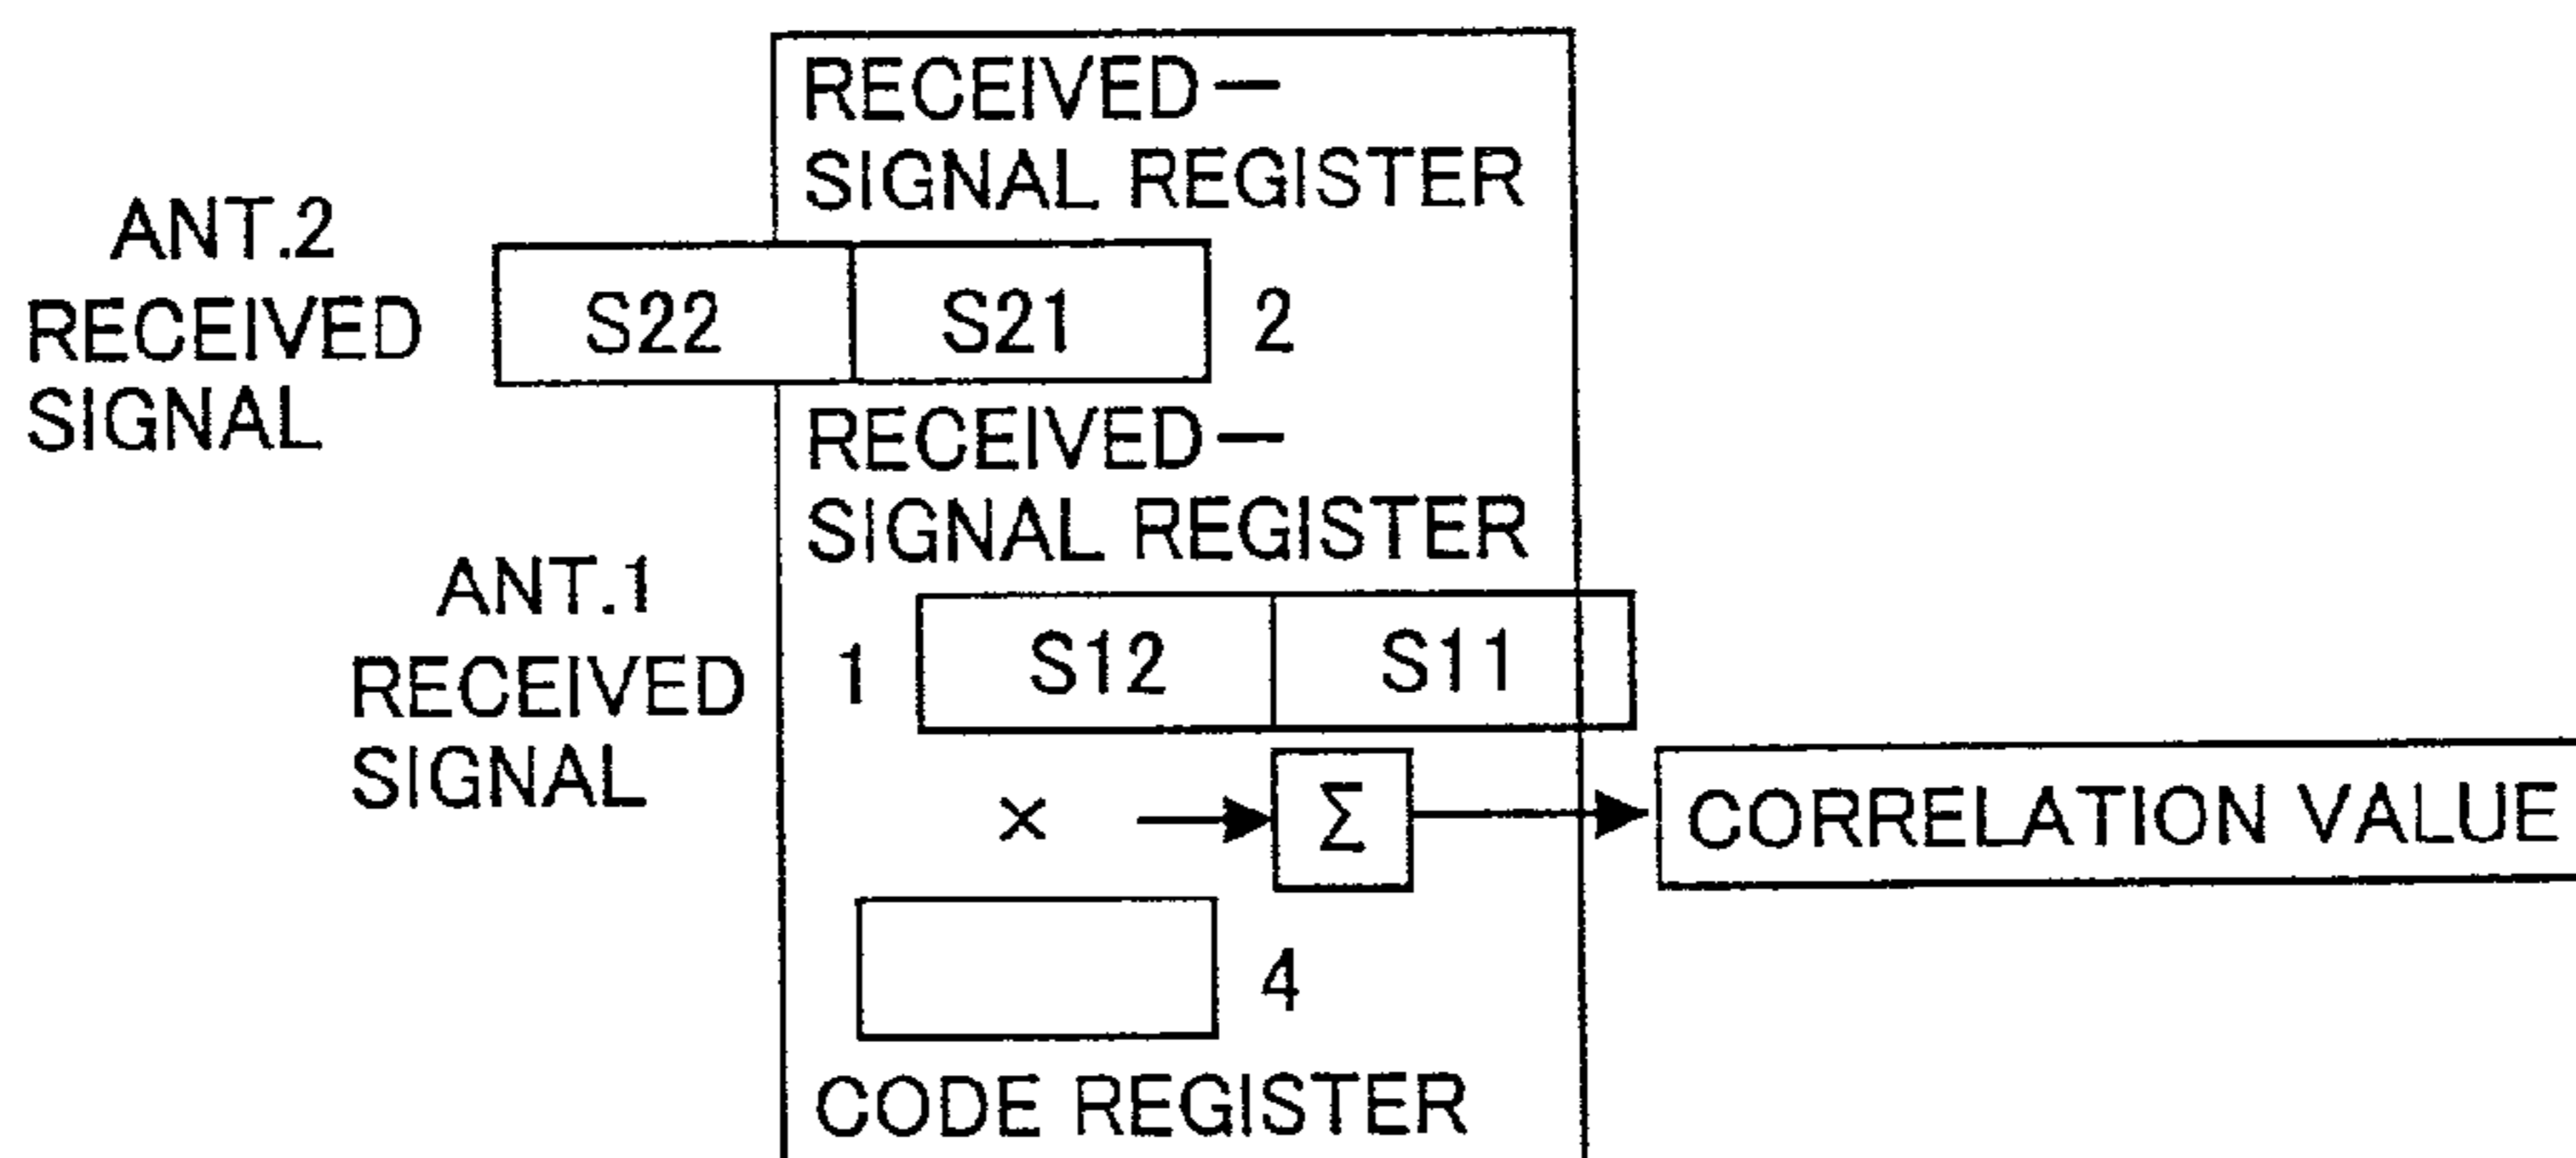 RECEIVED—
SIGNAL REGISTER
ANT.2
RECEIVED
SIGNAL
S22 S21 2
RECEIVED—
SIGNAL REGISTER
ANT.1
RECEIVED
SIGNAL
1 S12 S11
× Σ CORRELATION VALUE
4
CODE REGISTER